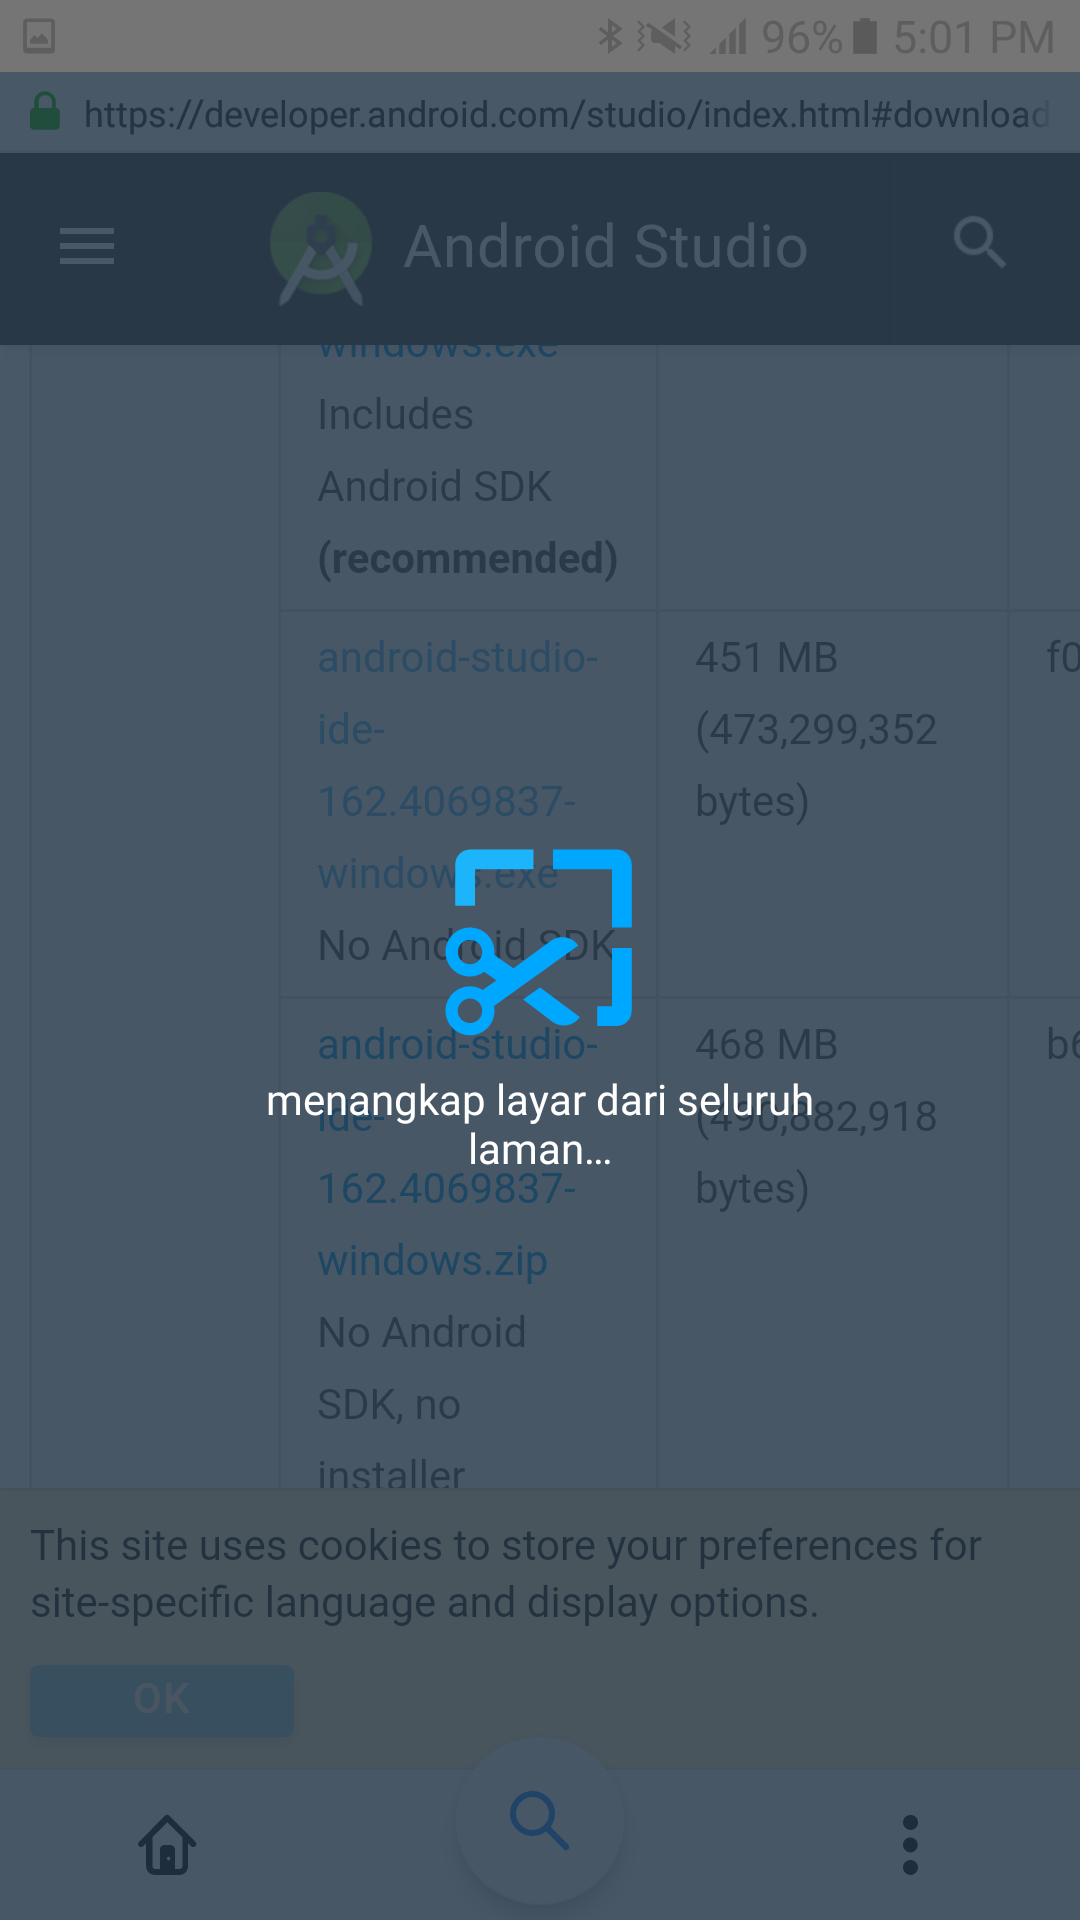 96% 5:01 PM
https://developer.android.com/studio/index.html#download
Android Studio
windows.exe
Includes
Android SDK
(recommended)
android-studio-
ide-
162.4069837-
windows.exe
No Android SDK
451 MB
(473,299,352
bytes)
f0
android-studio-
ide-
162.4069837-
windows.zip
No Android
SDK, no
installer
468 MB
(490,882,918
bytes)
b6
menangkap layar dari seluruh
laman...
This site uses cookies to store your preferences for
site-specific language and display options.
OK